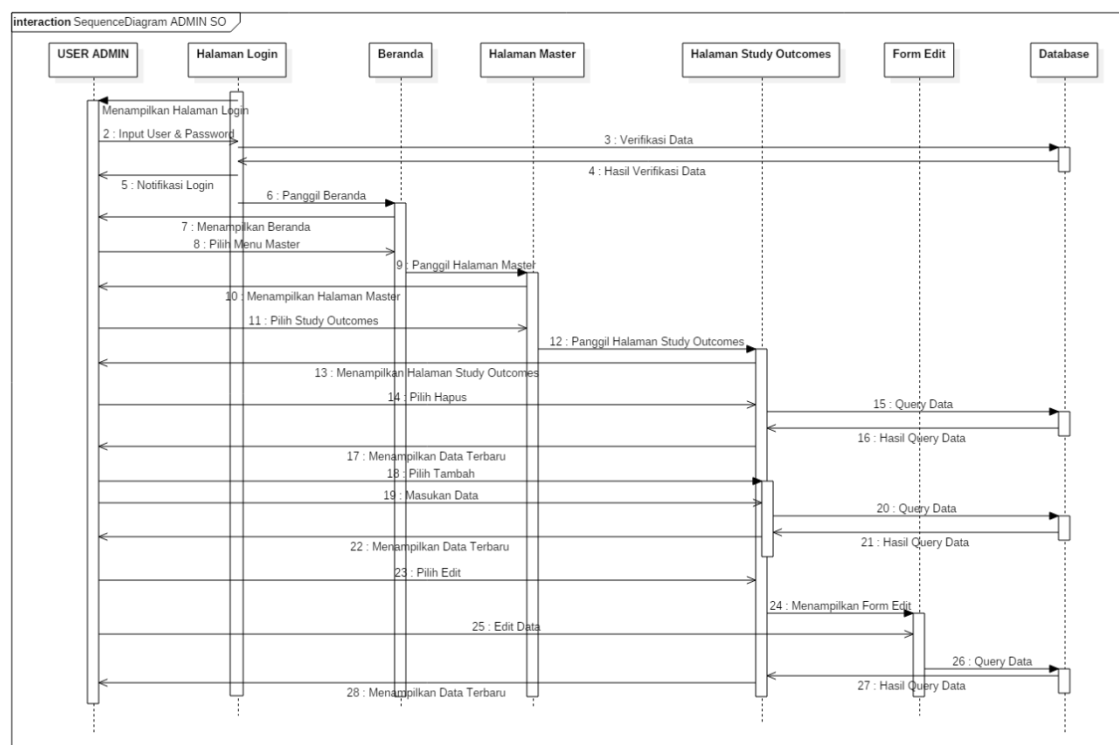 interaction SequenceDiagram ADMIN SO
USER ADMIN
Halaman Login
Beranda
Halaman Master
Halaman Study Outcomes
Form Edit
Database
Menampilkan Halaman Login
2 : Input User & Password
3 : Verifikasi Data
4 : Hasil Verifikasi Data
5 : Notifikasi Login
6 : Panggil Beranda
7 : Menampilkan Beranda
8 : Pilih Menu Master
9 : Panggil Halaman Master
10 : Menampilkan Halaman Master
11 : Pilih Study Outcomes
12 : Panggil Halaman Study Outcomes
13 : Menampilkan Halaman Study Outcomes
14 : Pilih Hapus
15 : Query Data
16 : Hasil Query Data
17 : Menampilkan Data Terbaru
18 : Pilih Tambah
19 : Masukan Data
20 : Query Data
21 : Hasil Query Data
22 : Menampilkan Data Terbaru
23 : Pilih Edit
24 : Menampilkan Form Edit
25 : Edit Data
26 : Query Data
27 : Hasil Query Data
28 : Menampilkan Data Terbaru